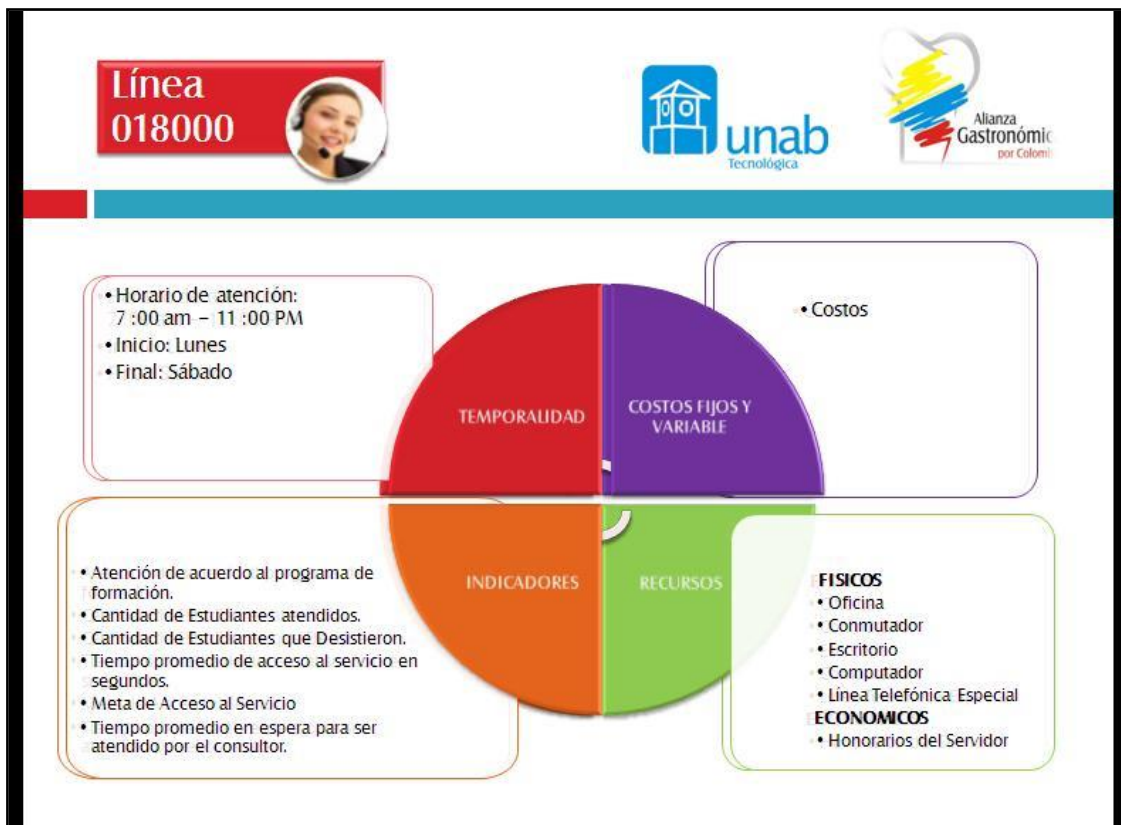 Línea
018000
unab
Tecnológica
Alianza
Gastronómic
por Colomb
• Horario de atención:
7 :00 am – 11 :00 PM
• Inicio: Lunes
• Final: Sábado
TEMPORALIDAD
COSTOS FIJOS Y
VARIABLE
• Costos
• Atención de acuerdo al programa de
formación.
• Cantidad de Estudiantes atendidos.
• Cantidad de Estudiantes que Desistieron.
• Tiempo promedio de acceso al servicio en
segundos.
• Meta de Acceso al Servicio
• Tiempo promedio en espera para ser
atendido por el consultor.
INDICADORES
RECURSOS
FISICOS
• Oficina
• Conmutador
• Escritorio
• Computador
• Línea Telefónica Especial
ECONOMICOS
• Honorarios del Servidor